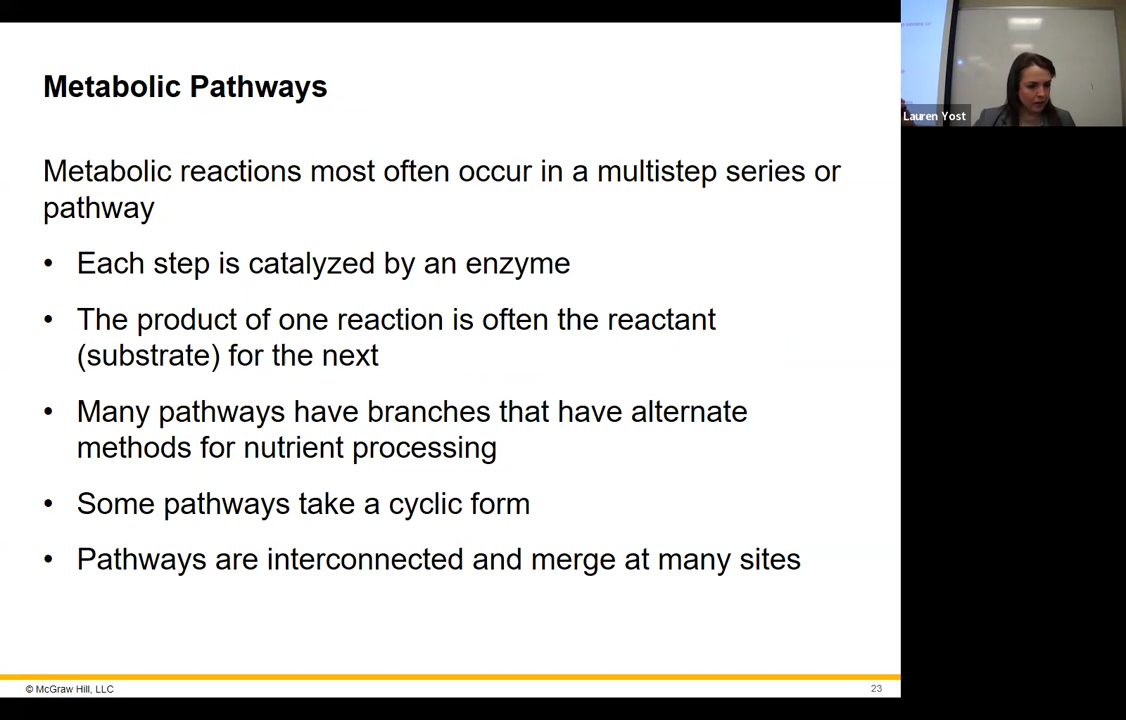 Metabolic Pathways
Metabolic reactions most often occur in a multistep series or
pathway
• Each step is catalyzed by an enzyme
• The product of one reaction is often the reactant
(substrate) for the next
• Many pathways have branches that have alternate
methods for nutrient processing
• Some pathways take a cyclic form
• Pathways are interconnected and merge at many sites
© McGraw Hill, LLC
23
Lauren Yost